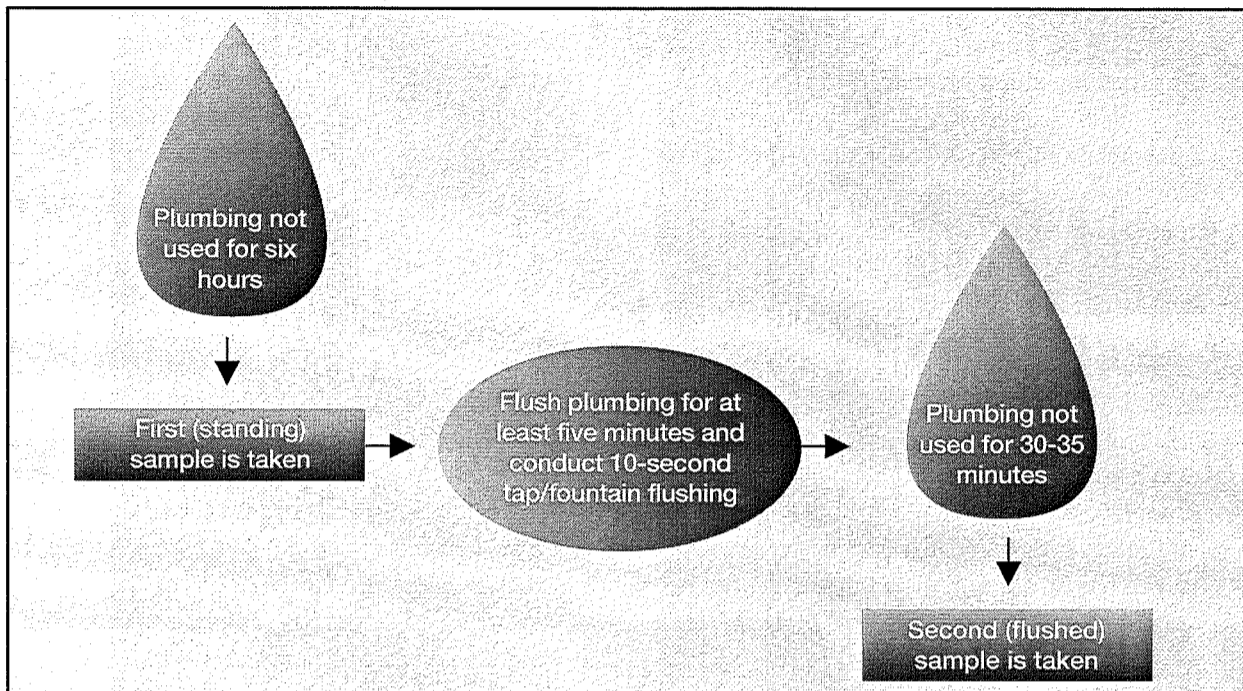 Plumbing not
used for six
hours
First (standing)
sample is taken
Flush plumbing for at
least five minutes and
conduct 10-second
tap/fountain flushing
Plumbing not
used for 30-35
minutes
Second (flushed)
sample is taken